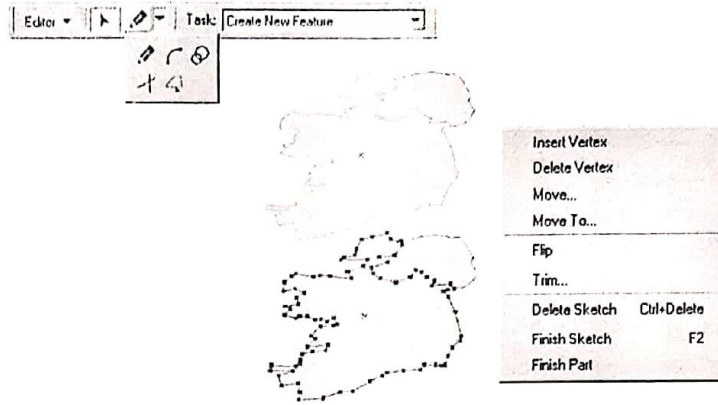 Editor Task: Create New Feature
Insert Vertex
Delete Vertex
Move...
Move To...
Flip
Trim...
Delete Sketch Ctrl+Delete
Finish Sketch F2
Finish Part